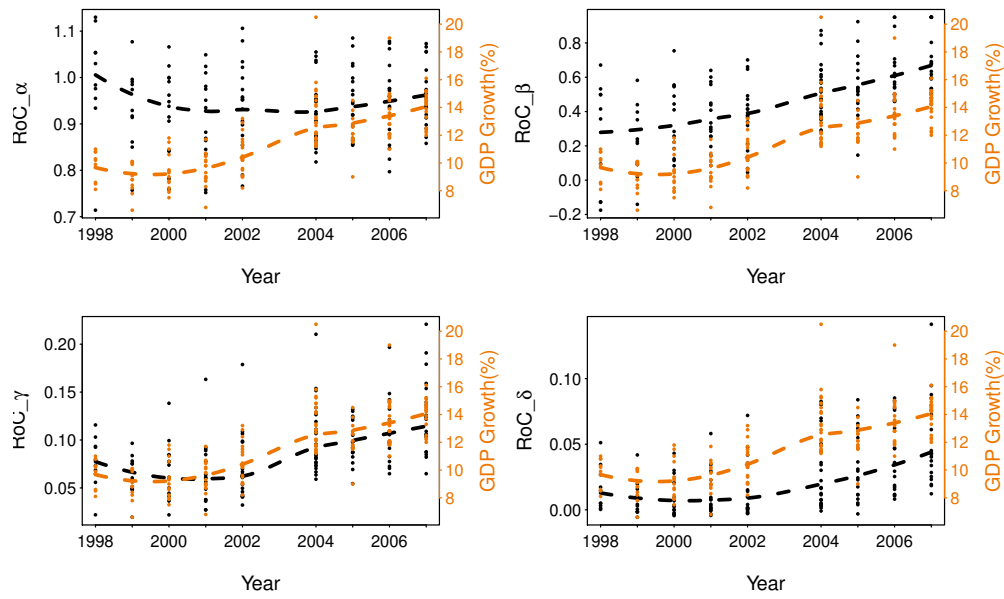 RoC_α
1.1
1.0
0.9
0.8
0.7
1998 2000 2002 2004 2006
Year
20
18
16
14
12
10
8
GDP Growth(%)
RoC_β
0.8
0.6
0.4
0.2
0.0
−0.2
1998 2000 2002 2004 2006
Year
20
18
16
14
12
10
8
GDP Growth(%)
RoC_γ
0.20
0.15
0.10
0.05
1998 2000 2002 2004 2006
Year
20
18
16
14
12
10
8
GDP Growth(%)
RoC_δ
0.10
0.05
0.00
1998 2000 2002 2004 2006
Year
20
18
16
14
12
10
8
GDP Growth(%)